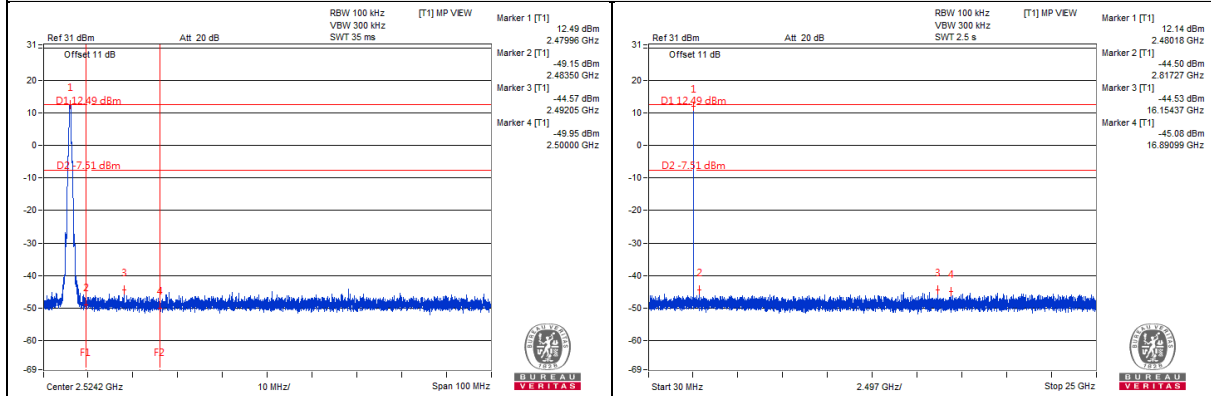 RBW 100 kHz [T1] MP VIEW
VBW 300 kHz
Ref 31 dBm Att 20 dB SWT 35 ms
Marker 1 [T1]
12.49 dBm
2.47996 GHz
Marker 2 [T1]
-49.15 dBm
2.48350 GHz
Marker 3 [T1]
-44.57 dBm
2.49205 GHz
Marker 4 [T1]
-49.95 dBm
2.50000 GHz
31
Offset 11 dB
20
1
D1 12.49 dBm
10
0
D2 -7.51 dBm
-10
-20
-30
-40
3
2
4
-50
-60
F1 F2
-69
Center 2.5242 GHz 10 MHz/ Span 100 MHz
BUREAU VERITAS
1828
BUREAU
VERITAS
RBW 100 kHz [T1] MP VIEW
VBW 300 kHz
Ref 31 dBm Att 20 dB SWT 2.5 s
Marker 1 [T1]
12.14 dBm
2.48018 GHz
Marker 2 [T1]
-44.50 dBm
2.81727 GHz
Marker 3 [T1]
-44.53 dBm
16.15437 GHz
Marker 4 [T1]
-45.08 dBm
16.89099 GHz
31
Offset 11 dB
20
1
D1 12.49 dBm
10
0
D2 -7.51 dBm
-10
-20
-30
-40
2 3 4
-50
-60
-69
Start 30 MHz 2.497 GHz/ Stop 25 GHz
BUREAU VERITAS
1828
BUREAU
VERITAS